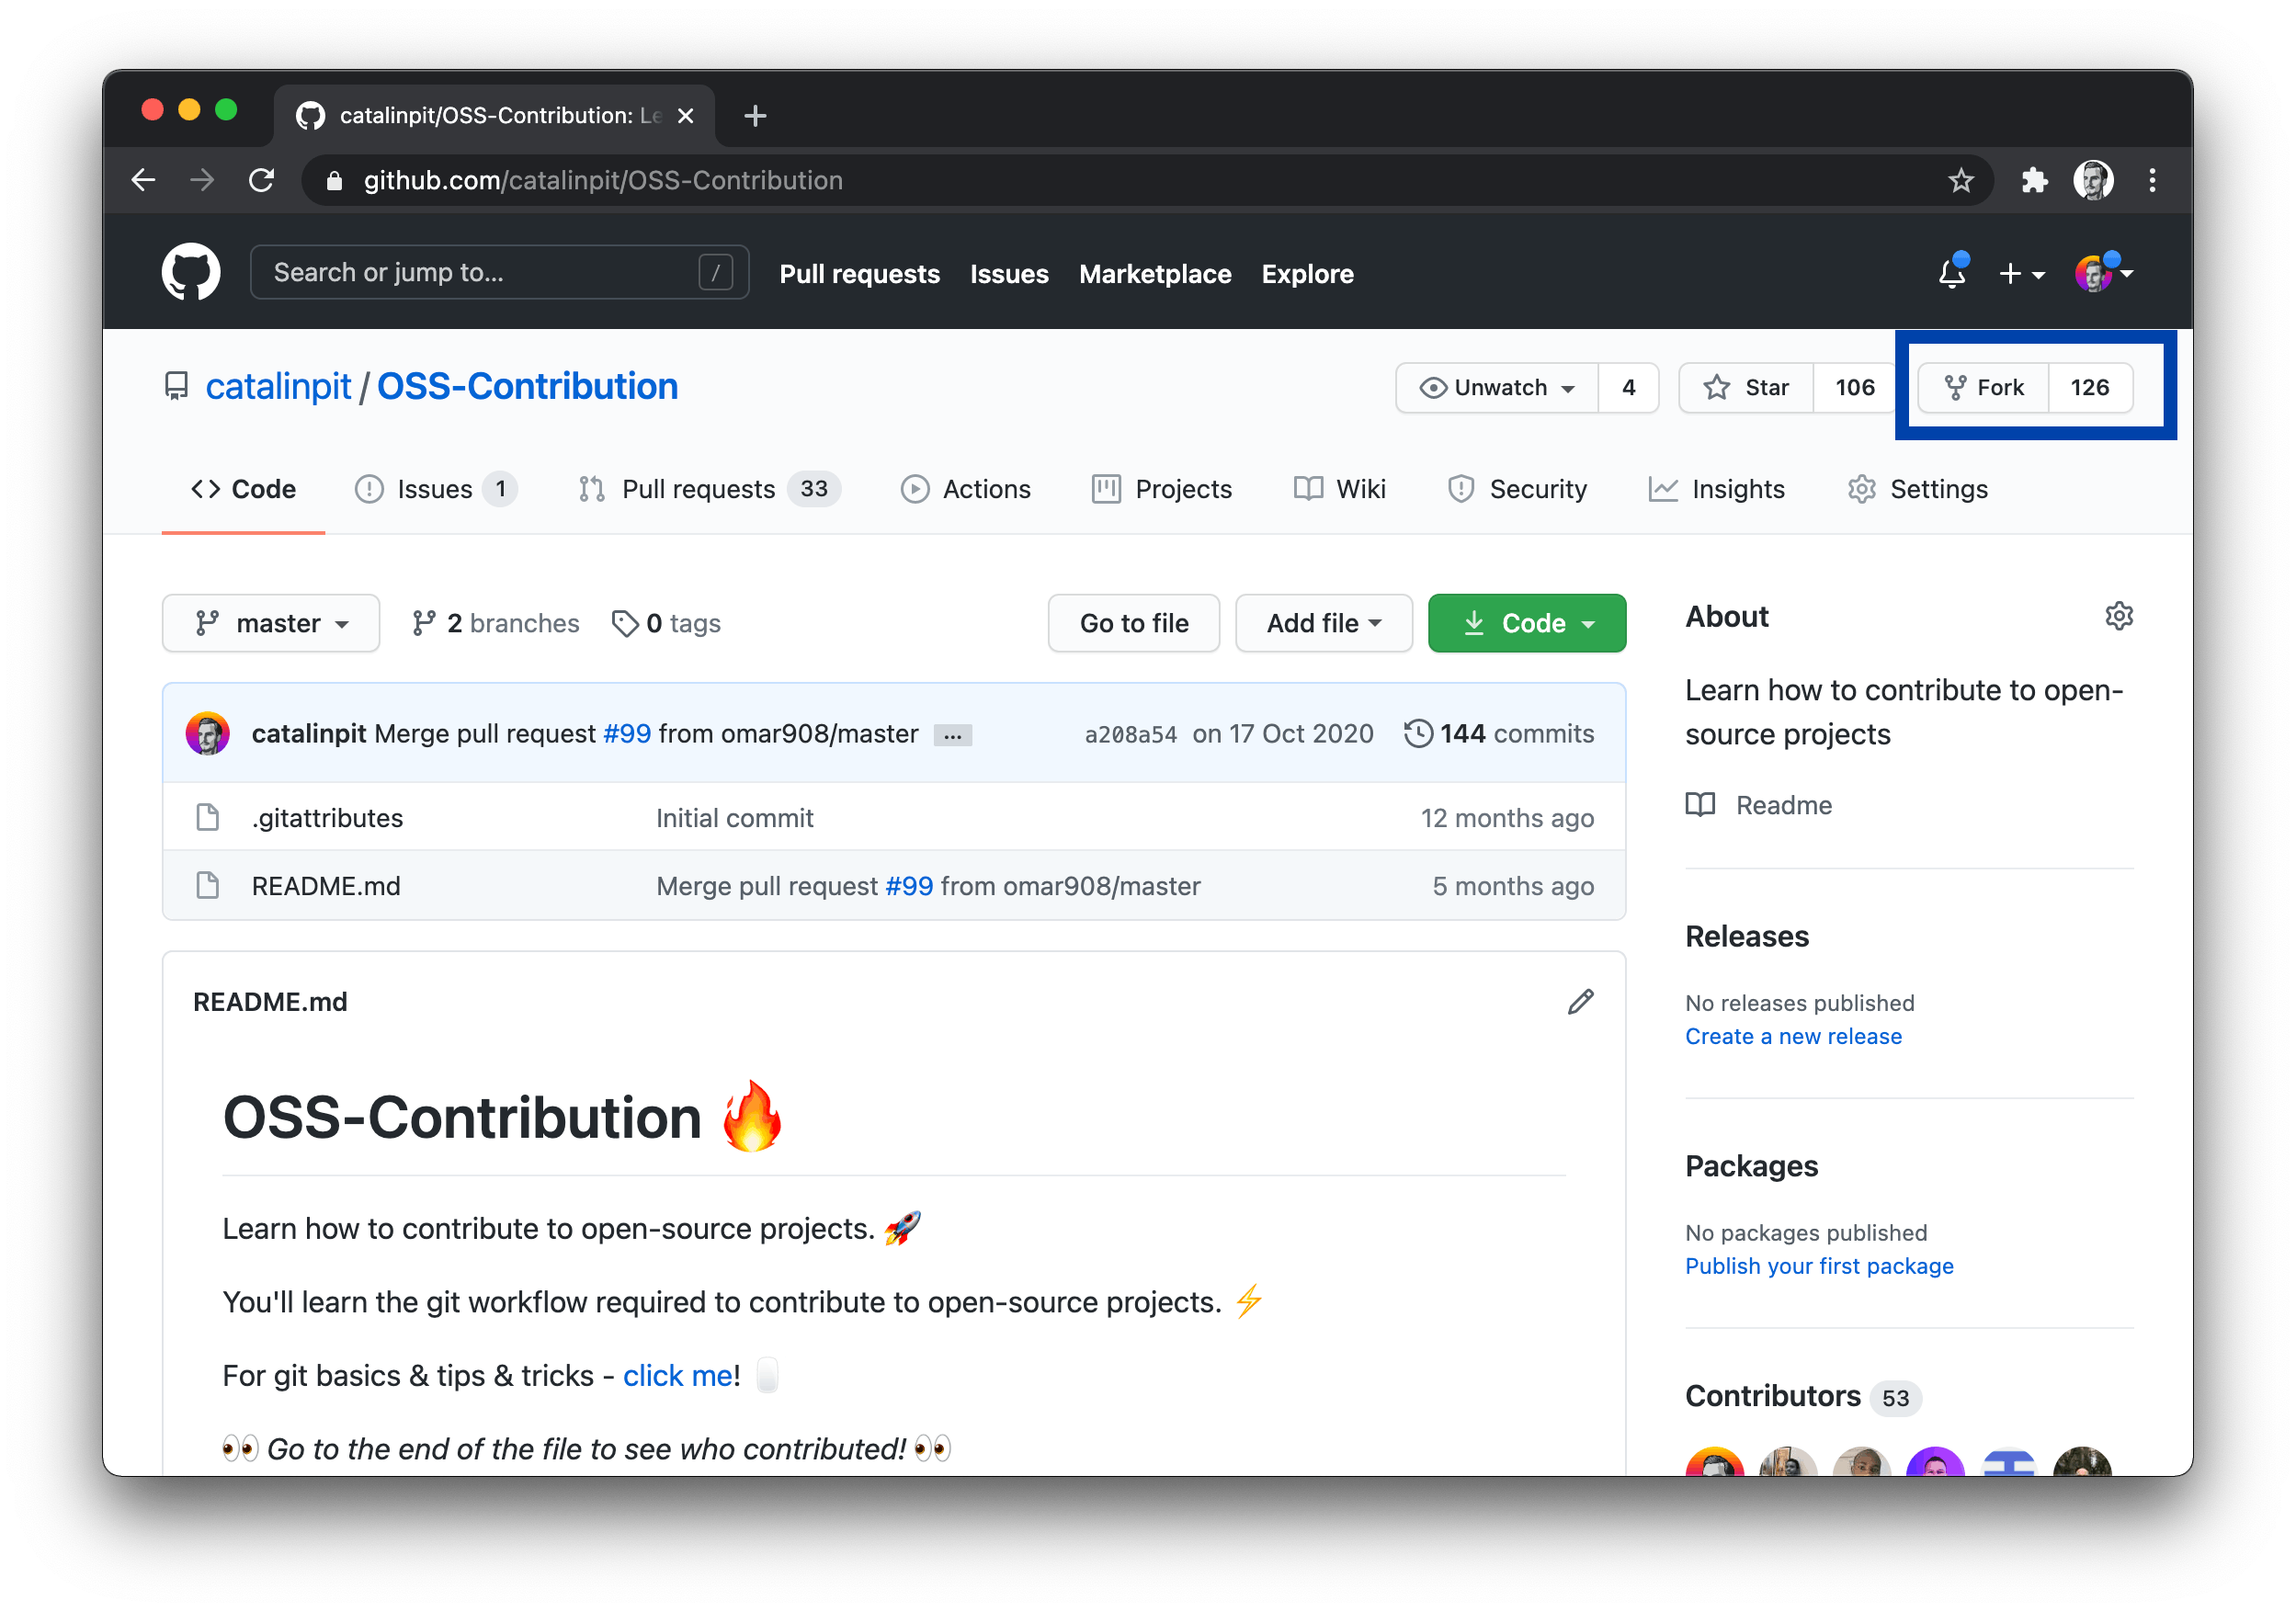 catalinpit/OSS-Contribution: Le
github.com/catalinpit/OSS-Contribution
Search or jump to... /
Pull requests Issues Marketplace Explore
catalinpit / OSS-Contribution
Unwatch 4 Star 106 Fork 126
Code Issues 1 Pull requests 33 Actions Projects Wiki Security Insights Settings
master 2 branches 0 tags Go to file Add file Code
catalinpit Merge pull request #99 from omar908/master ... a208a54 on 17 Oct 2020 144 commits
.gitattributes Initial commit 12 months ago
README.md Merge pull request #99 from omar908/master 5 months ago
README.md
OSS-Contribution 🔥
Learn how to contribute to open-source projects. 🚀
You'll learn the git workflow required to contribute to open-source projects. ⚡
For git basics & tips & tricks - click me!
👀 Go to the end of the file to see who contributed! 👀
About
Learn how to contribute to open-
source projects
Readme
Releases
No releases published
Create a new release
Packages
No packages published
Publish your first package
Contributors 53